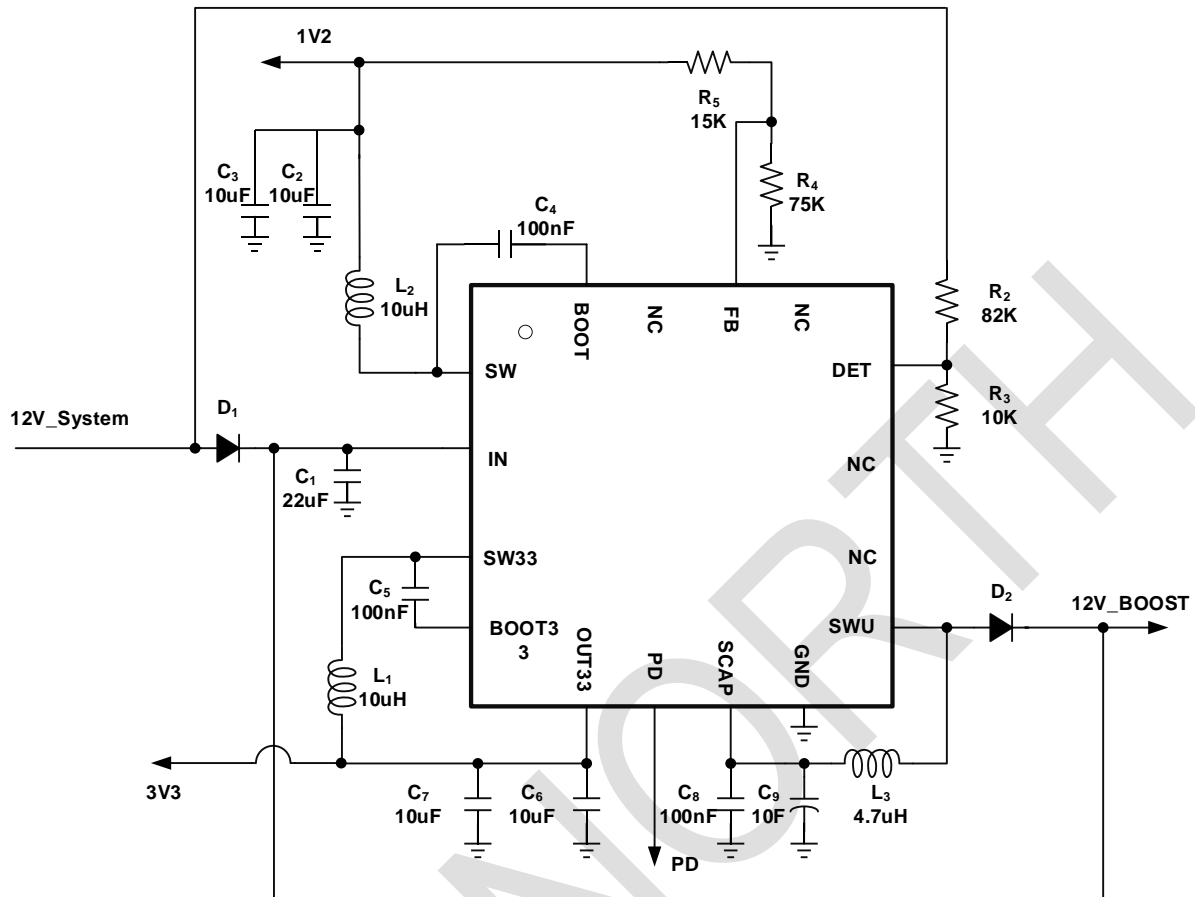 1V2
R5
15K
R4
75K
C3
10uF
C2
10uF
C4
100nF
L2
10uH
BOOT
NC
FB
NC
R2
82K
SW
DET
R3
10K
12V_System
D1
IN
NC
C1
22uF
SW33
NC
C5
100nF
D2
12V_BOOST
BOOT3
3
SWU
OUT33
PD
SCAP
GND
L1
10uH
3V3
C7
10uF
C6
10uF
C8
100nF
C9
10F
L3
4.7uH
PD
NORTH